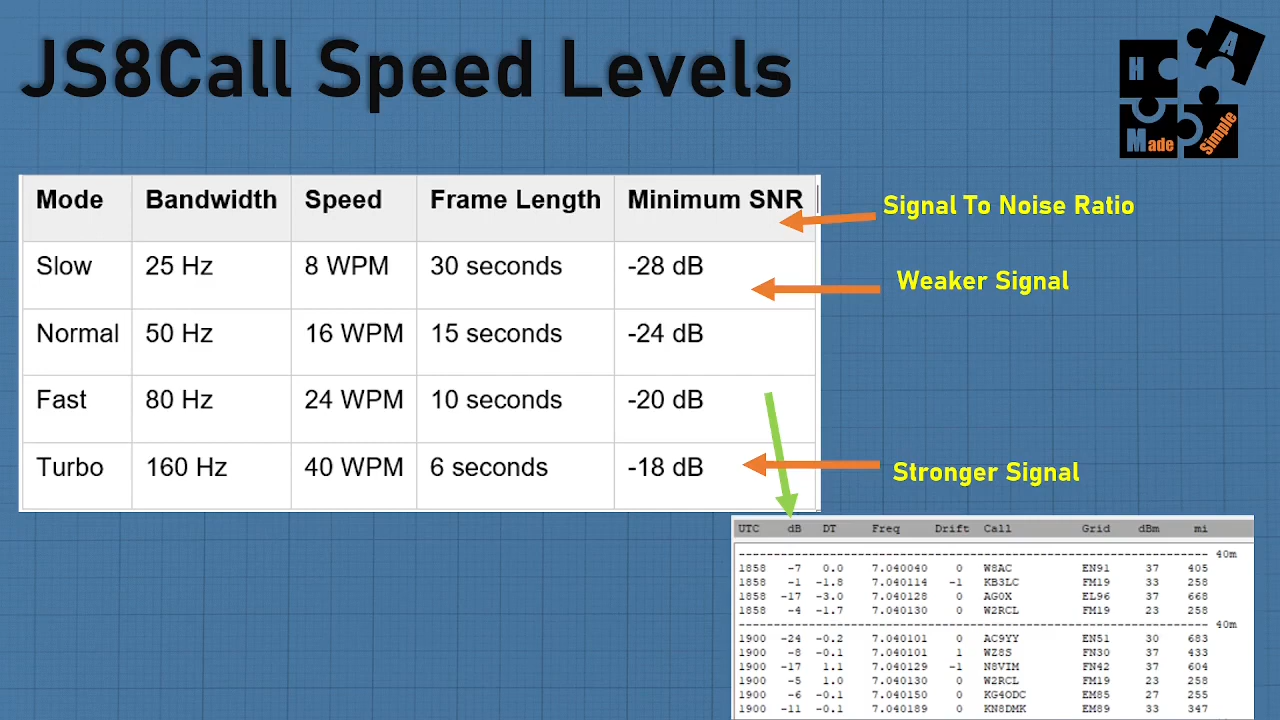 JS8Call Speed Levels
H A
Made Simple
Mode Bandwidth Speed Frame Length Minimum SNR
Signal To Noise Ratio
Slow 25 Hz 8 WPM 30 seconds -28 dB
Weaker Signal
Normal 50 Hz 16 WPM 15 seconds -24 dB
Fast 80 Hz 24 WPM 10 seconds -20 dB
Turbo 160 Hz 40 WPM 6 seconds -18 dB
Stronger Signal
UTC dB DT Freq Drift Call Grid dBm mi
---------------------------------------------------------------------- 40m
1858 -7 0.0 7.040040 0 W8AC EN91 37 405
1858 -1 -1.8 7.040114 -1 KB3LC FM19 33 258
1858 -17 -3.0 7.040128 0 AG0X EL96 37 668
1858 -4 -1.7 7.040130 0 W2RCL FM19 23 258
---------------------------------------------------------------------- 40m
1900 -24 -0.2 7.040101 0 AC9YY EN51 30 683
1900 -8 -0.1 7.040101 1 WZ8S FN30 37 433
1900 -17 1.1 7.040129 -1 N8VIM FN42 37 604
1900 -5 1.0 7.040130 0 W2RCL FM19 23 258
1900 -6 -0.1 7.040150 0 KG4ODC EM85 27 255
1900 -11 -0.1 7.040189 0 KN8DMK EM89 33 347